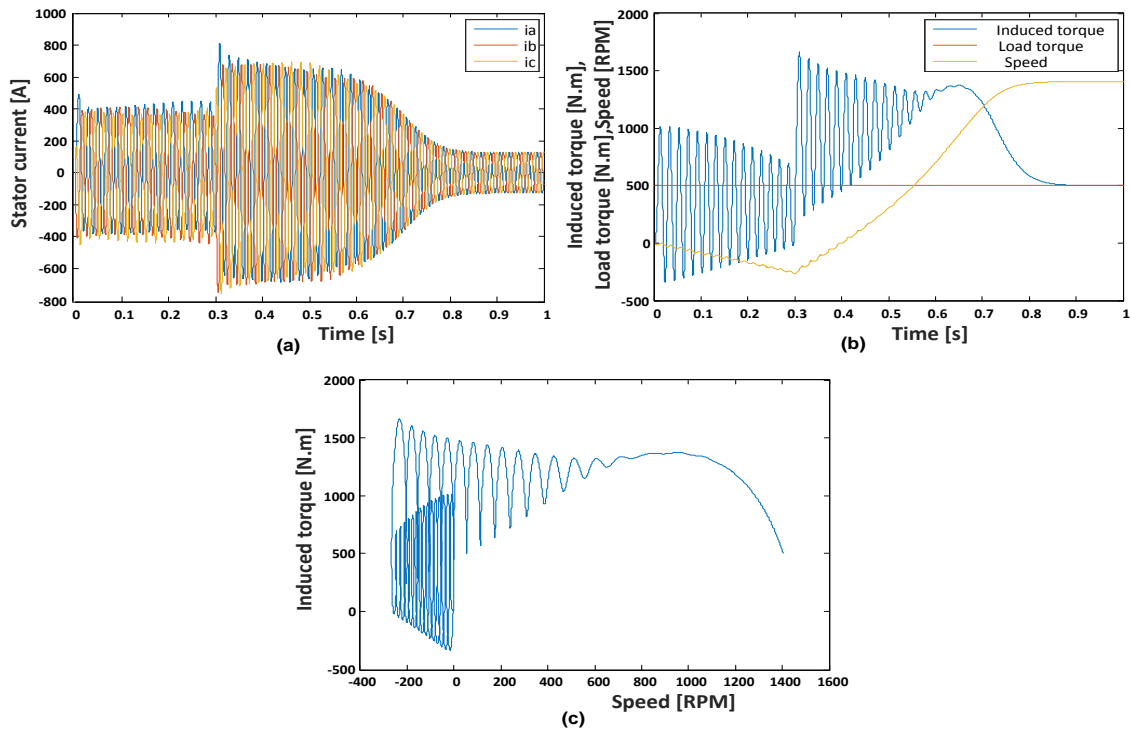 1000
800
600
400
200
0
-200
-400
-600
800
0 0.1 0.2 0.3 0.4 0.5 0.6 0.7 0.8 0.9 1
Stator current [A]
Time [s]
ia
ib
ic
(a)
2000
1500
1000
500
0
-500
0 0.1 0.2 0.3 0.4 0.5 0.6 0.7 0.8 0.9 1
Induced torque [N.m],
Load torque [N.m],Speed [RPM]
Time [s]
Induced torque
Load torque
Speed
(b)
2000
1500
1000
500
0
-500
-400 -200 0 200 400 600 800 1000 1200 1400 1600
Induced torque [N.m]
Speed [RPM]
(c)